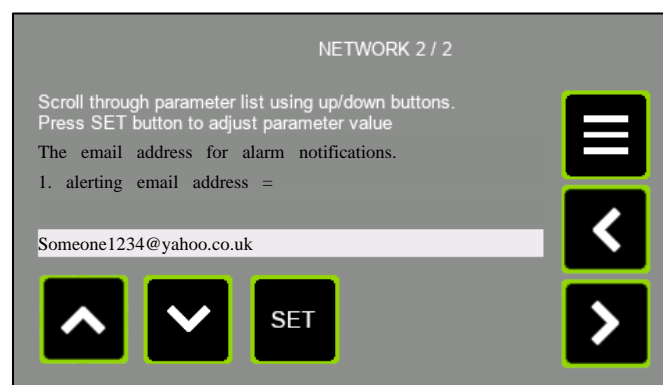 NETWORK 2 / 2
Scroll through parameter list using up/down buttons.
Press SET button to adjust parameter value
The email address for alarm notifications.
1. alerting email address =
Someone1234@yahoo.co.uk
SET